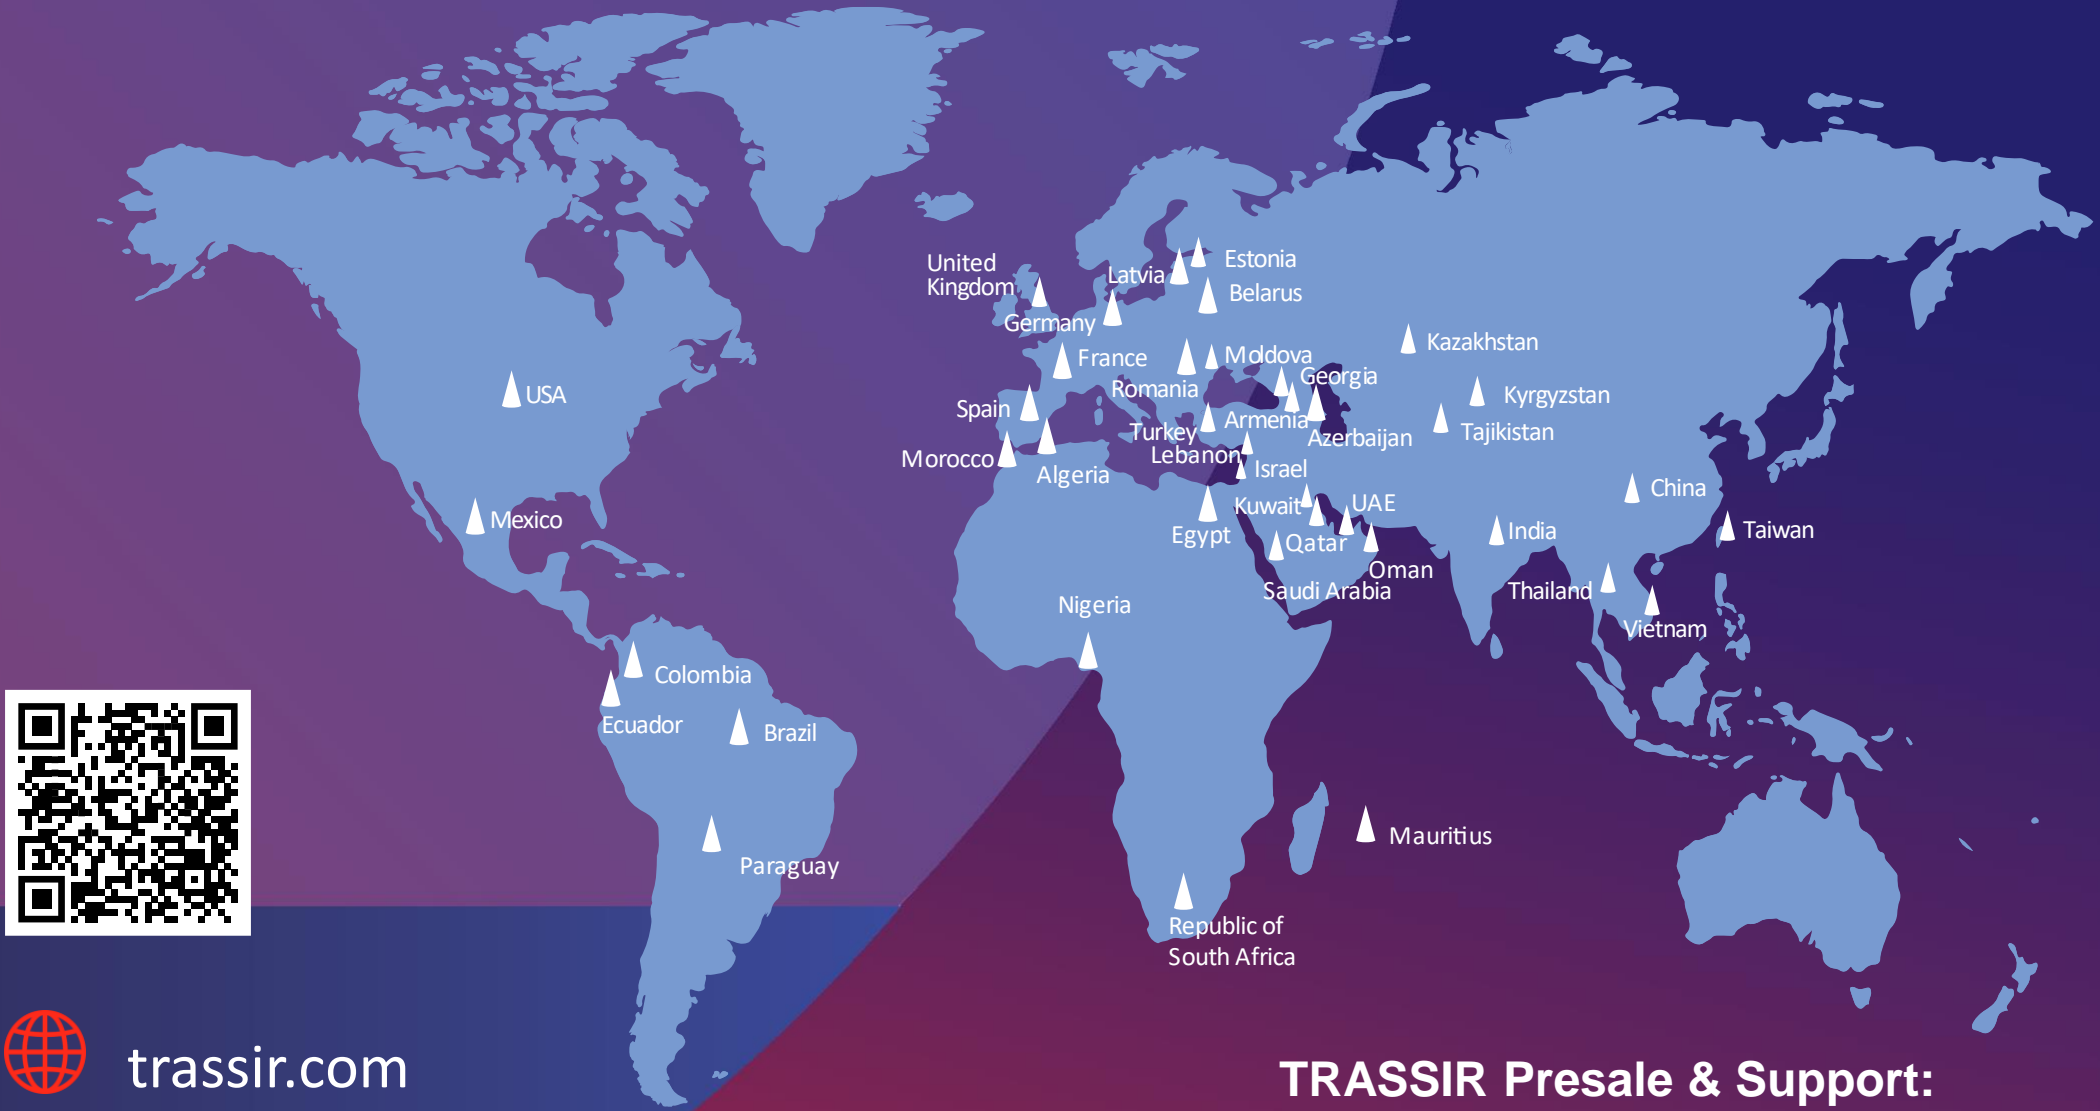 United
Kingdom
Latvia
Estonia
Belarus
Germany
France
Moldova
Kazakhstan
Romania
Georgia
USA
Spain
Kyrgyzstan
Turkey
Armenia
Azerbaijan
Tajikistan
Morocco
Lebanon
Algeria
Israel
China
Mexico
Kuwait
UAE
Egypt
Qatar
India
Taiwan
Oman
Saudi Arabia
Thailand
Nigeria
Vietnam
Colombia
Ecuador
Brazil
Mauritius
Paraguay
Republic of
South Africa
trassir.com
TRASSIR Presale & Support: